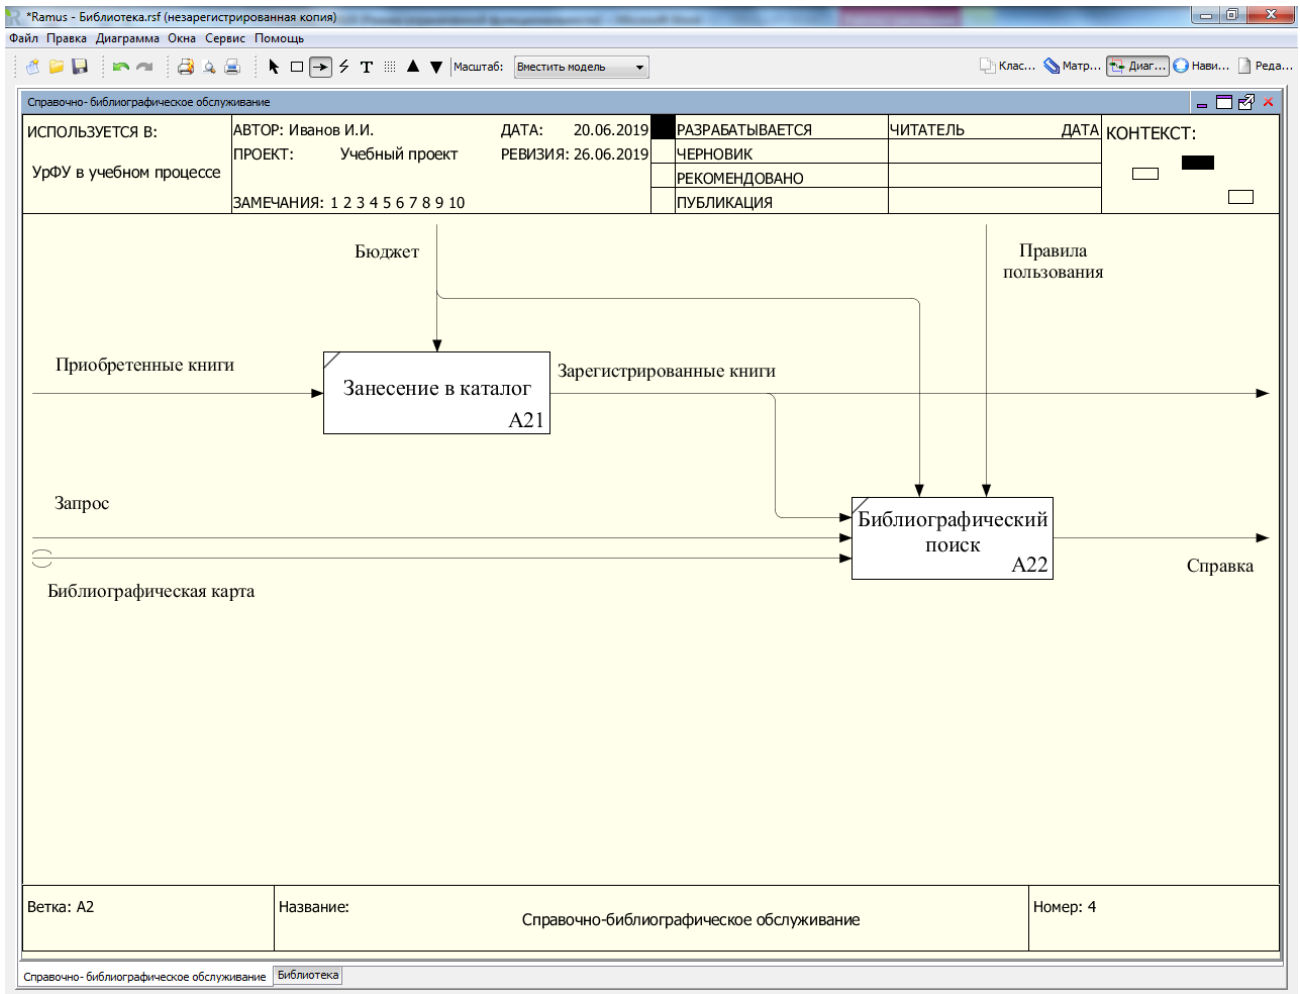 *Ramus - Библиотека.rsf (незарегистрированная копия)
Файл Правка Диаграмма Окна Сервис Помощь
Масштаб: Вместить модель Клас... Матр... Диаг... Нави... Реда...
Справочно- библиографическое обслуживание
ИСПОЛЬЗУЕТСЯ В:
УрФУ в учебном процессе
АВТОР: Иванов И.И. ДАТА: 20.06.2019
ПРОЕКТ: Учебный проект РЕВИЗИЯ: 26.06.2019
ЗАМЕЧАНИЯ: 1 2 3 4 5 6 7 8 9 10
РАЗРАБАТЫВАЕТСЯ
ЧЕРНОВИК
РЕКОМЕНДОВАНО
ПУБЛИКАЦИЯ
ЧИТАТЕЛЬ ДАТА
КОНТЕКСТ:
Бюджет
Правила
пользования
Приобретенные книги
Занесение в каталог
A21
Зарегистрированные книги
Запрос
Библиографический
поиск
A22
Справка
Библиографическая карта
Ветка: A2
Название:
Справочно-библиографическое обслуживание
Номер: 4
Справочно- библиографическое обслуживание Библиотека